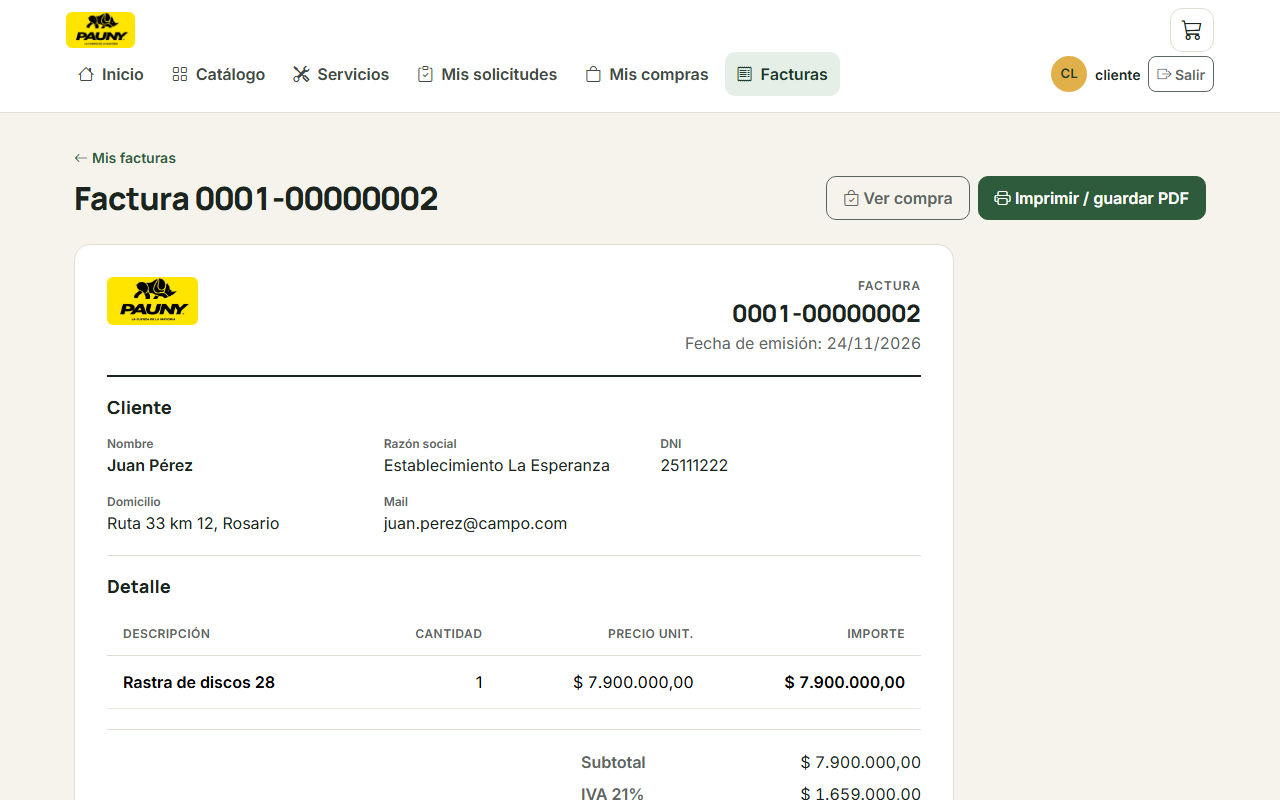 PAUNY
Inicio
Catálogo
Servicios
Mis solicitudes
Mis compras
Facturas
CL
cliente
Salir
← Mis facturas
Factura 0001-00000002
Ver compra
Imprimir / guardar PDF
PAUNY
FACTURA
0001-00000002
Fecha de emisión: 24/11/2026
Cliente
Nombre
Razón social
DNI
Juan Pérez
Establecimiento La Esperanza
25111222
Domicilio
Mail
Ruta 33 km 12, Rosario
juan.perez@campo.com
Detalle
DESCRIPCIÓN CANTIDAD PRECIO UNIT. IMPORTE
Rastra de discos 28 1 $ 7.900.000,00 $ 7.900.000,00
Subtotal $ 7.900.000,00
IVA 21% $ 1.659.000,00